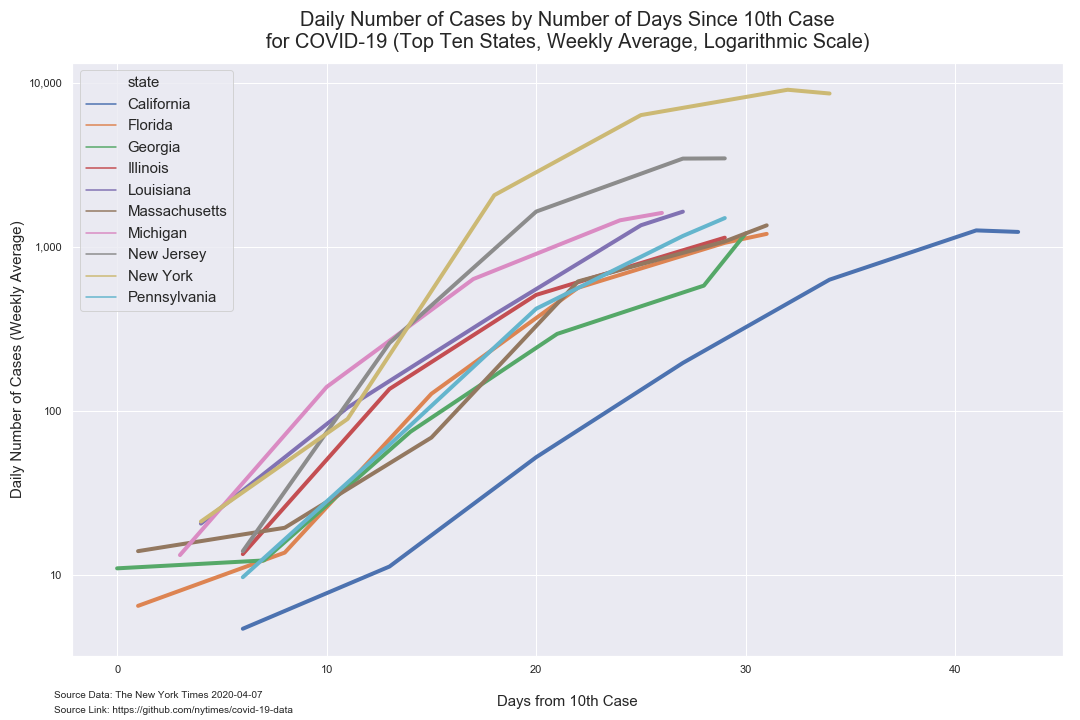 Daily Number of Cases by Number of Days Since 10th Case
for COVID-19 (Top Ten States, Weekly Average, Logarithmic Scale)
Daily Number of Cases (Weekly Average)
10,000
1,000
100
10
state
California
Florida
Georgia
Illinois
Louisiana
Massachusetts
Michigan
New Jersey
New York
Pennsylvania
0
10
20
30
40
Days from 10th Case
Source Data: The New York Times 2020-04-07
Source Link: https://github.com/nytimes/covid-19-data